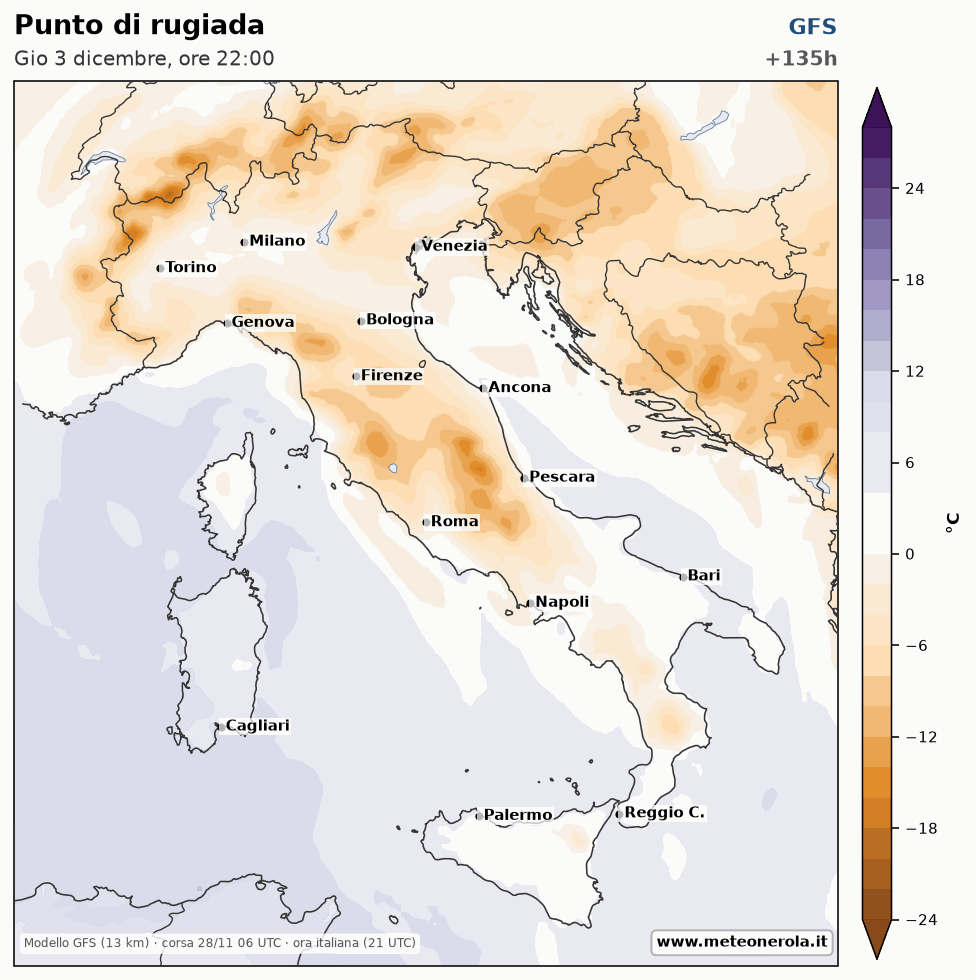 Punto di rugiada
GFS
Gio 3 dicembre, ore 22:00
+135h
24
Milano
Venezia
Torino
18
Genova
Bologna
12
Firenze
Ancona
6
Pescara
Roma
°C
0
Bari
Napoli
−6
Cagliari
−12
Palermo
Reggio C.
−18
−24
Modello GFS (13 km) · corsa 28/11 06 UTC · ora italiana (21 UTC)
www.meteonerola.it